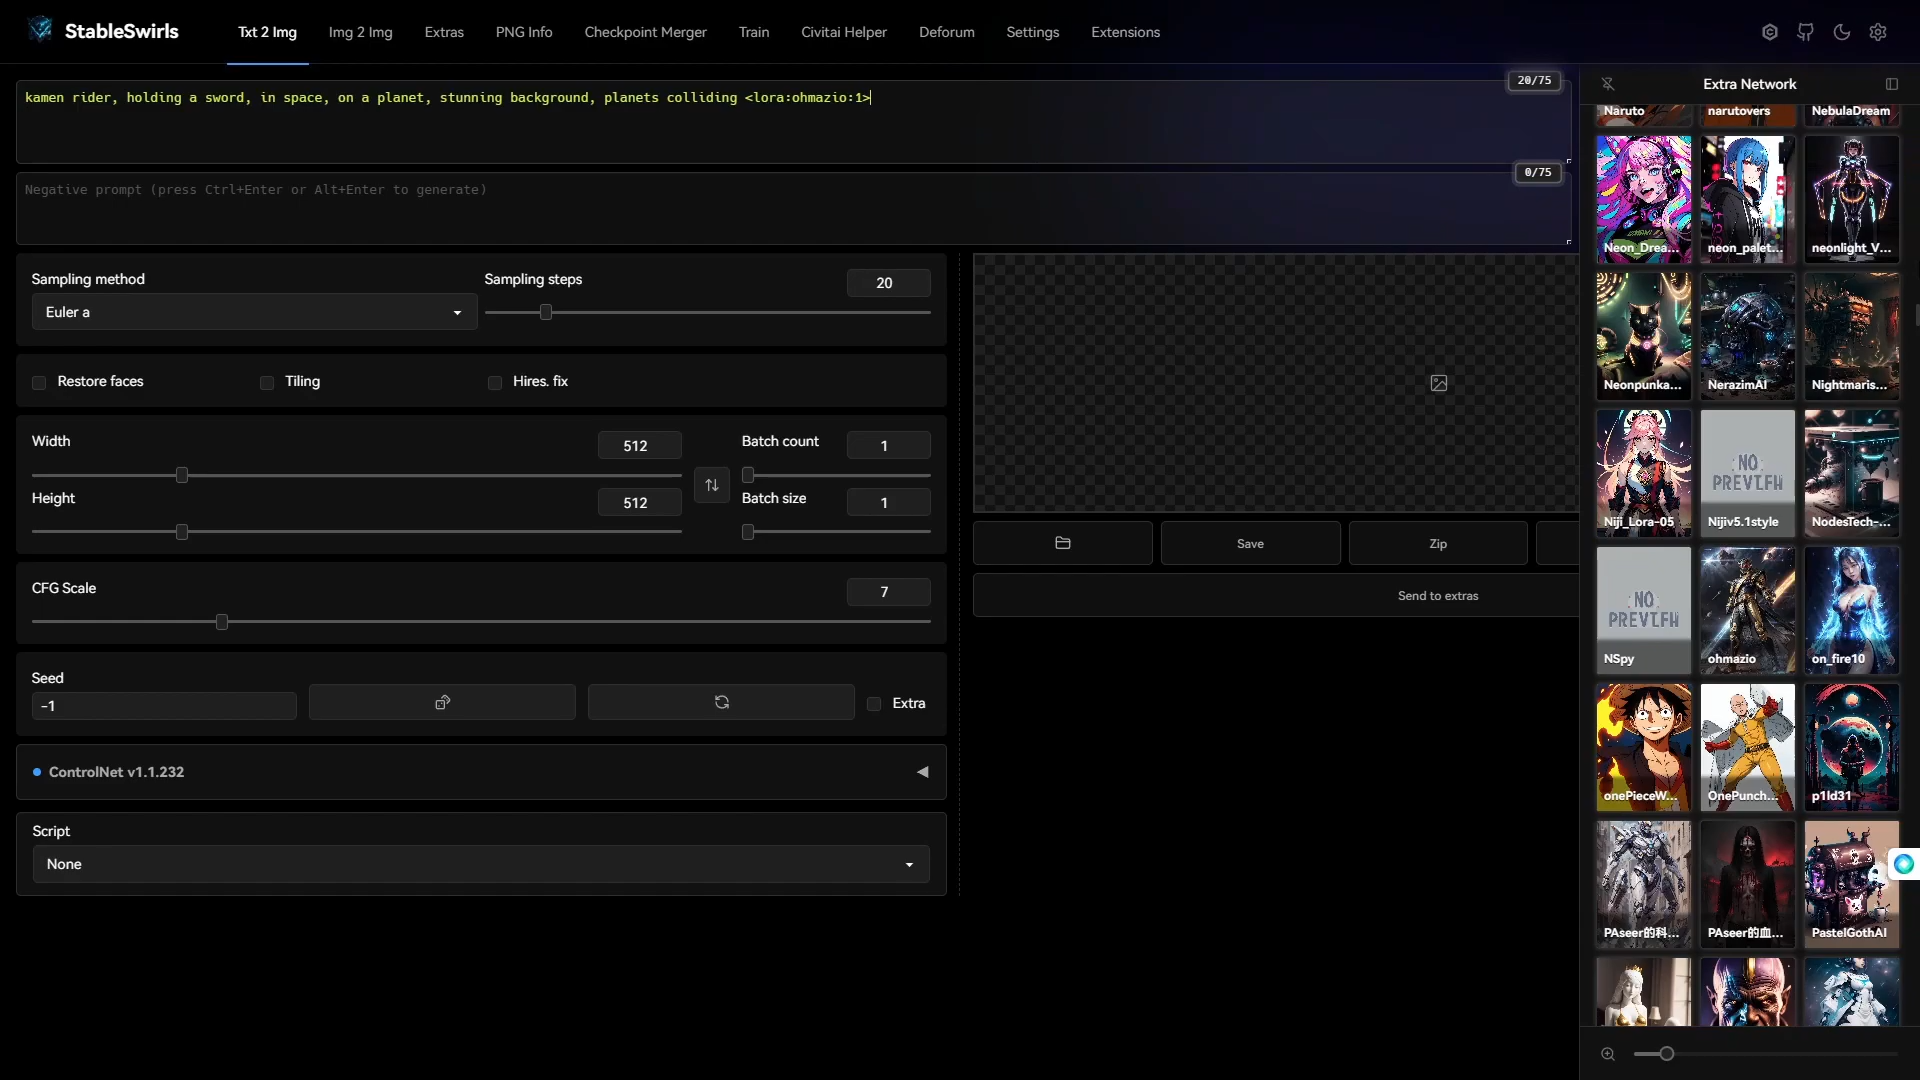 StableSwirls
Txt 2 Img
Img 2 Img
Extras
PNG Info
Checkpoint Merger
Train
Civitai Helper
Deforum
Settings
Extensions
kamen rider, holding a sword, in space, on a planet, stunning background, planets colliding <lora:ohmazio:1>
20/75
Negative prompt (press Ctrl+Enter or Alt+Enter to generate)
0/75
Sampling method
Euler a
Sampling steps
20
Restore faces
Tiling
Hires. fix
Width
512
Height
512
Batch count
1
Batch size
1
CFG Scale
7
Seed
-1
Extra
ControlNet v1.1.232
Script
None
Save
Zip
Send to extras
Extra Network
Naruto
narutovers
NebulaDream
Neon_Drea...
neon_palet...
neonlight_V...
Neonpunka...
NerazimAI
Nightmaris...
Niji_Lora-05
NO
Nijiv5.1style
NodesTech-...
NO
NSpy
ohmazio
on_fire10
onePieceW...
OnePunch...
p1ld31
PAseer的科...
PAseer的血...
PastelGothAI